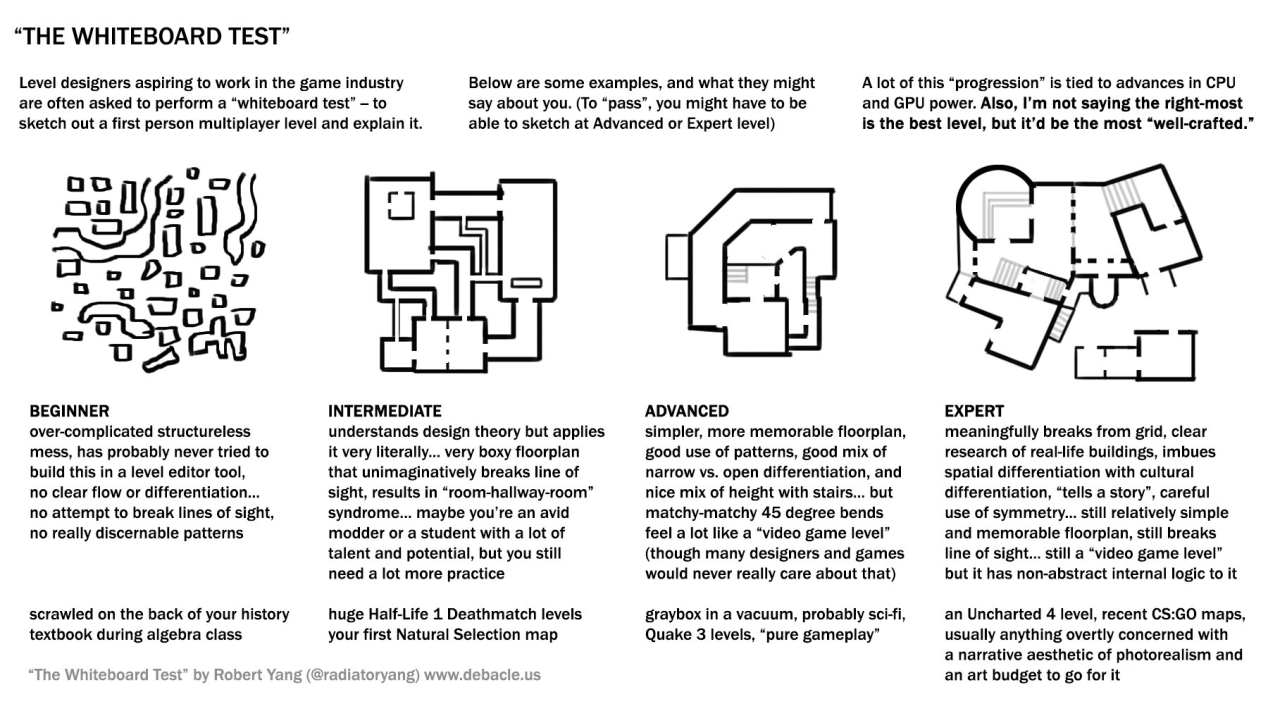 “THE WHITEBOARD TEST”
Level designers aspiring to work in the game industry
are often asked to perform a “whiteboard test” – to
sketch out a first person multiplayer level and explain it.
Below are some examples, and what they might
say about you. (To “pass”, you might have to be
able to sketch at Advanced or Expert level)
A lot of this “progression” is tied to advances in CPU
and GPU power. Also, I’m not saying the right-most
is the best level, but it’d be the most “well-crafted.”
BEGINNER
over-complicated structureless
mess, has probably never tried to
build this in a level editor tool,
no clear flow or differentiation...
no attempt to break lines of sight,
no really discernable patterns
scrawled on the back of your history
textbook during algebra class
INTERMEDIATE
understands design theory but applies
it very literally... very boxy floorplan
that unimaginatively breaks line of
sight, results in “room-hallway-room”
syndrome... maybe you’re an avid
modder or a student with a lot of
talent and potential, but you still
need a lot more practice
huge Half-Life 1 Deathmatch levels
your first Natural Selection map
ADVANCED
simpler, more memorable floorplan,
good use of patterns, good mix of
narrow vs. open differentiation, and
nice mix of height with stairs... but
matchy-matchy 45 degree bends
feel a lot like a “video game level”
(though many designers and games
would never really care about that)
graybox in a vacuum, probably sci-fi,
Quake 3 levels, “pure gameplay”
EXPERT
meaningfully breaks from grid, clear
research of real-life buildings, imbues
spatial differentiation with cultural
differentiation, “tells a story”, careful
use of symmetry... still relatively simple
and memorable floorplan, still breaks
line of sight... still a “video game level”
but it has non-abstract internal logic to it
an Uncharted 4 level, recent CS:GO maps,
usually anything overtly concerned with
a narrative aesthetic of photorealism and
an art budget to go for it
“The Whiteboard Test” by Robert Yang (@radiatoryang) www.debacle.us